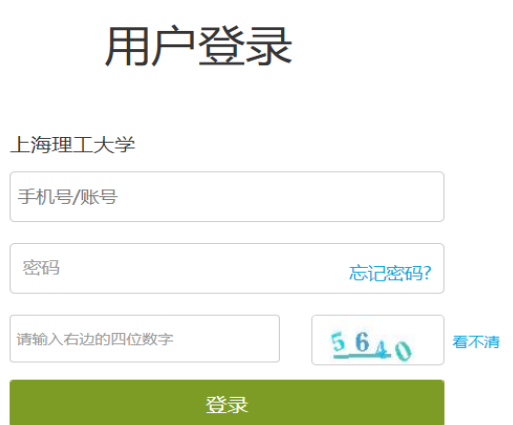 用户登录
上海理工大学
手机号/账号
密码 忘记密码?
请输入右边的四位数字 5640 看不清
登录